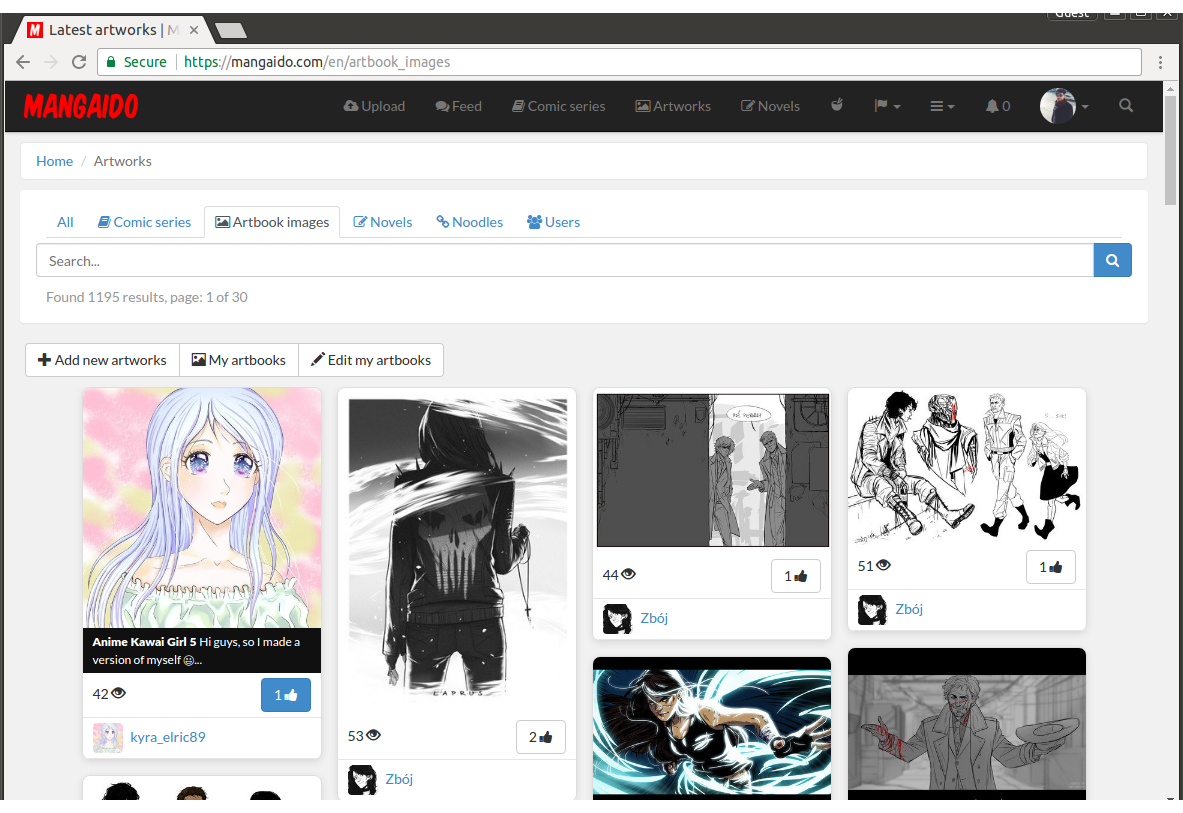 Guest
M Latest artworks | M
Secure https://mangaido.com/en/artbook_images
MANGAIDO Upload Feed Comic series Artworks Novels 0
Home / Artworks
All Comic series Artbook images Novels Noodles Users
Search...
Found 1195 results, page: 1 of 30
Add new artworks My artbooks Edit my artbooks
LAPRUS
Anime Kawai Girl 5 Hi guys, so I made a
version of myself 😃...
42 1
kyra_elric89
53 2
Zbój
44 1
Zbój
51 1
Zbój